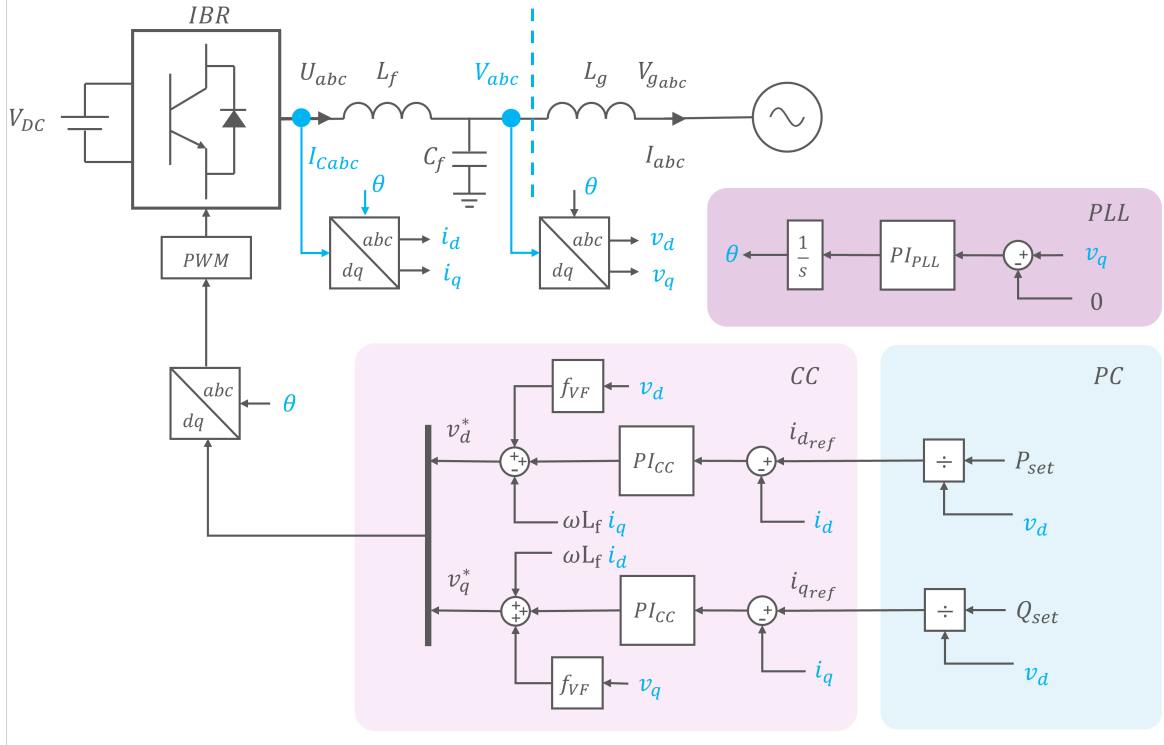 IBR
V_DC
U_abc
L_f
V_abc
L_g
V_g_abc
I_Cabc
C_f
I_abc
θ
abc
dq
i_d
i_q
θ
abc
dq
v_d
v_q
PLL
θ
1/s
PI_PLL
+
-
v_q
0
PWM
abc
dq
θ
CC
f_VF
v_d
v_d^*
+
+
-
PI_CC
+
-
i_d_ref
ωL_f i_q
i_d
ωL_f i_d
v_q^*
+
+
+
PI_CC
+
-
i_q_ref
i_q
f_VF
v_q
PC
÷
P_set
v_d
÷
Q_set
v_d